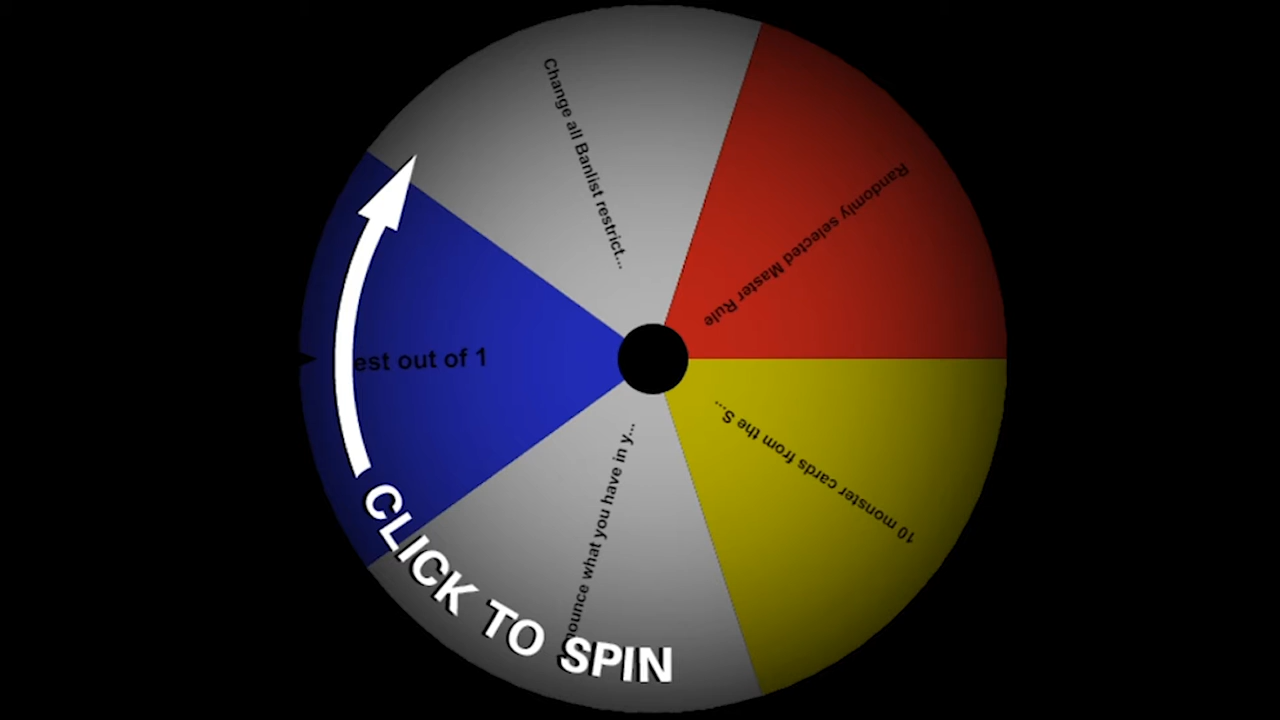 Change all Banlist restrict...
Randomly selected Master Rule
est out of 1
10 monster cards from the S...
what you have in y...
CLICK TO SPIN